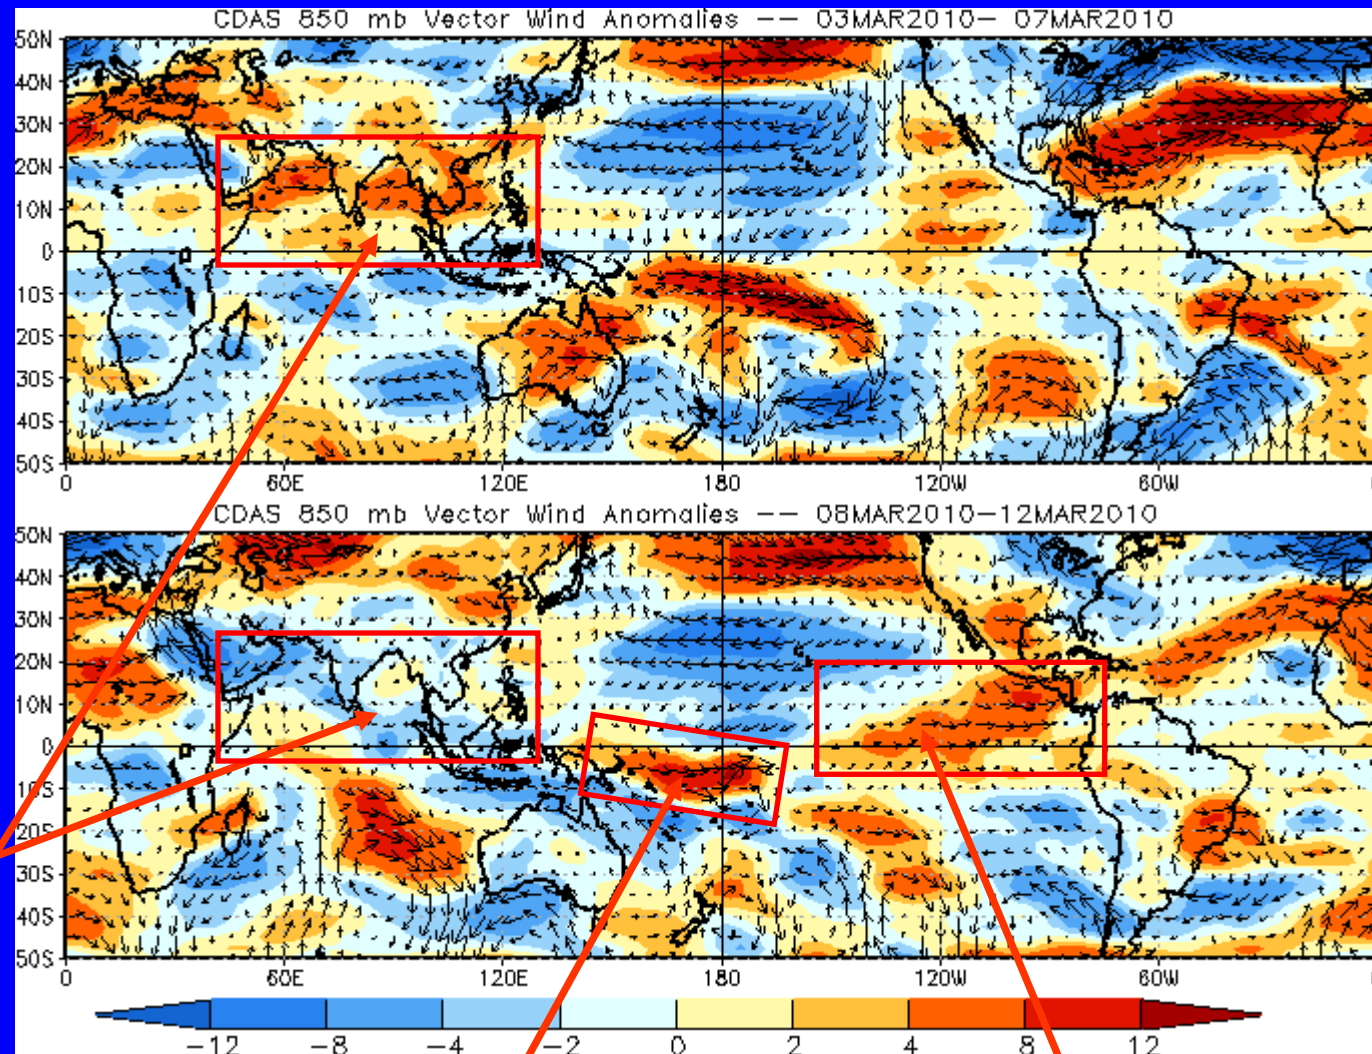 CDAS 850 mb Vector Wind Anomalies -- 03MAR2010- 07MAR2010
50N
40N
30N
20N
10N
0
10S
20S
30S
40S
50S
0 60E 120E 180 120W 60W
CDAS 850 mb Vector Wind Anomalies -- 08MAR2010-12MAR2010
50N
40N
30N
20N
10N
0
10S
20S
30S
40S
50S
0 60E 120E 180 120W 60W
-12 -8 -4 -2 0 2 4 8 12